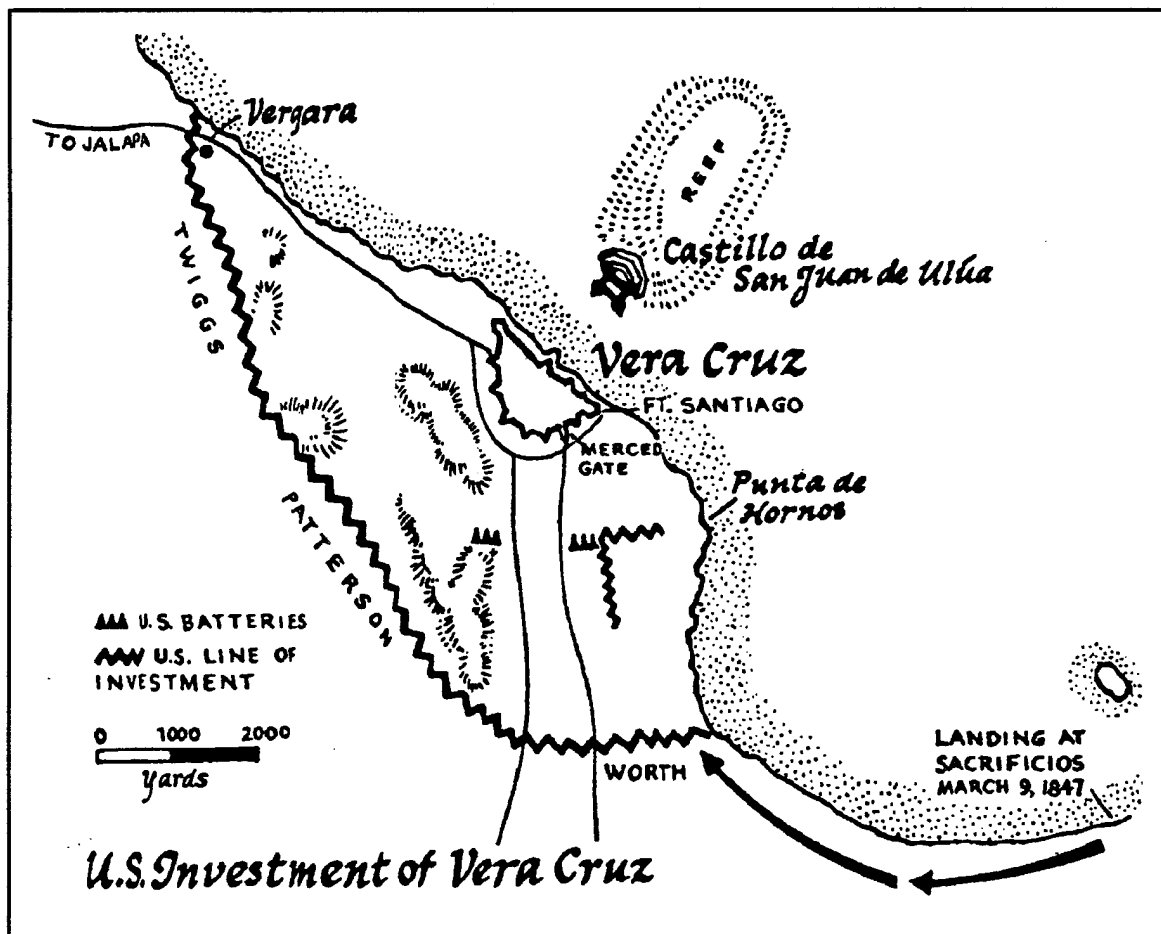 Vergara
TO JALAPA
REEF
TWIGGS
Castillo de
San Juan de Ulúa
Vera Cruz
FT. SANTIAGO
MERCED
GATE
Punta de
Hornos
PATTERSON
U.S. BATTERIES
U.S. LINE OF
INVESTMENT
0 1000 2000
Yards
WORTH
LANDING AT
SACRIFICIOS
MARCH 9, 1847
U.S. Investment of Vera Cruz